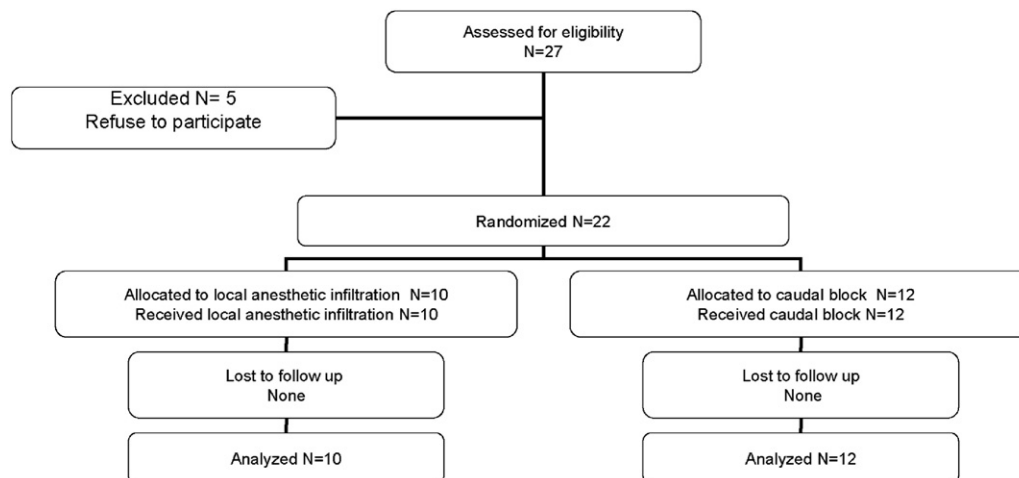 Assessed for eligibility
N=27
Excluded N= 5
Refuse to participate
Randomized N=22
Allocated to local anesthetic infiltration N=10
Received local anesthetic infiltration N=10
Allocated to caudal block N=12
Received caudal block N=12
Lost to follow up
None
Lost to follow up
None
Analyzed N=10
Analyzed N=12